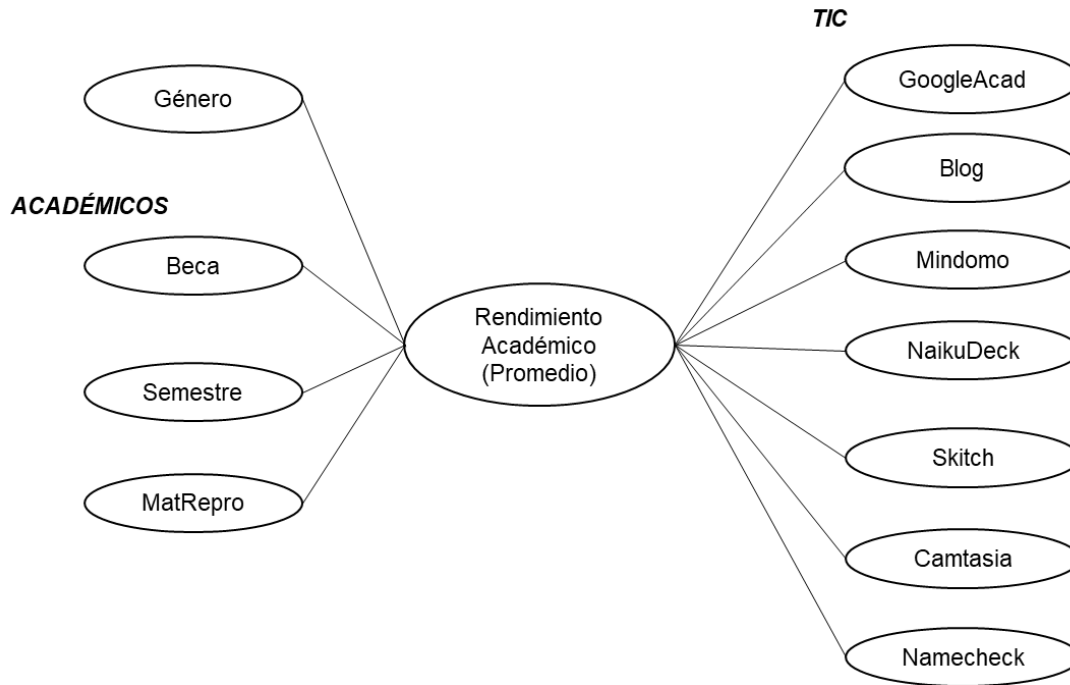 TIC
Género
ACADÉMICOS
Beca
Semestre
MatRepro
Rendimiento
Académico
(Promedio)
GoogleAcad
Blog
Mindomo
NaikuDeck
Skitch
Camtasia
Namecheck